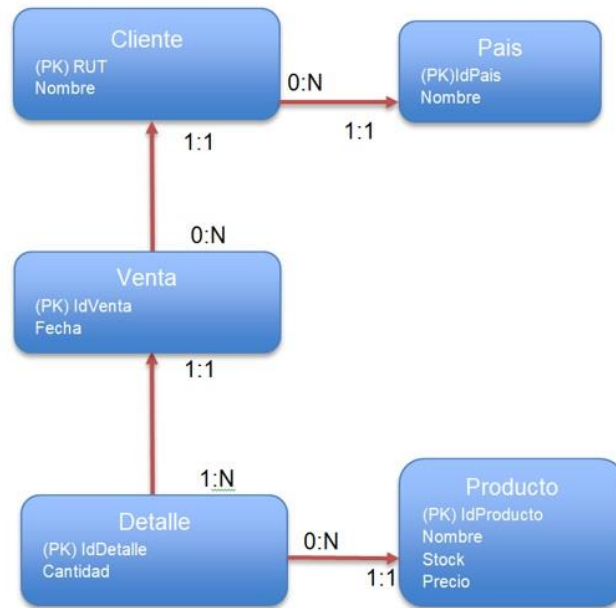 Cliente
(PK) RUT
Nombre
Pais
(PK)IdPais
Nombre
0:N
1:1
1:1
0:N
Venta
(PK) IdVenta
Fecha
1:1
1:N
Detalle
(PK) IdDetalle
Cantidad
0:N
1:1
Producto
(PK) IdProducto
Nombre
Stock
Precio